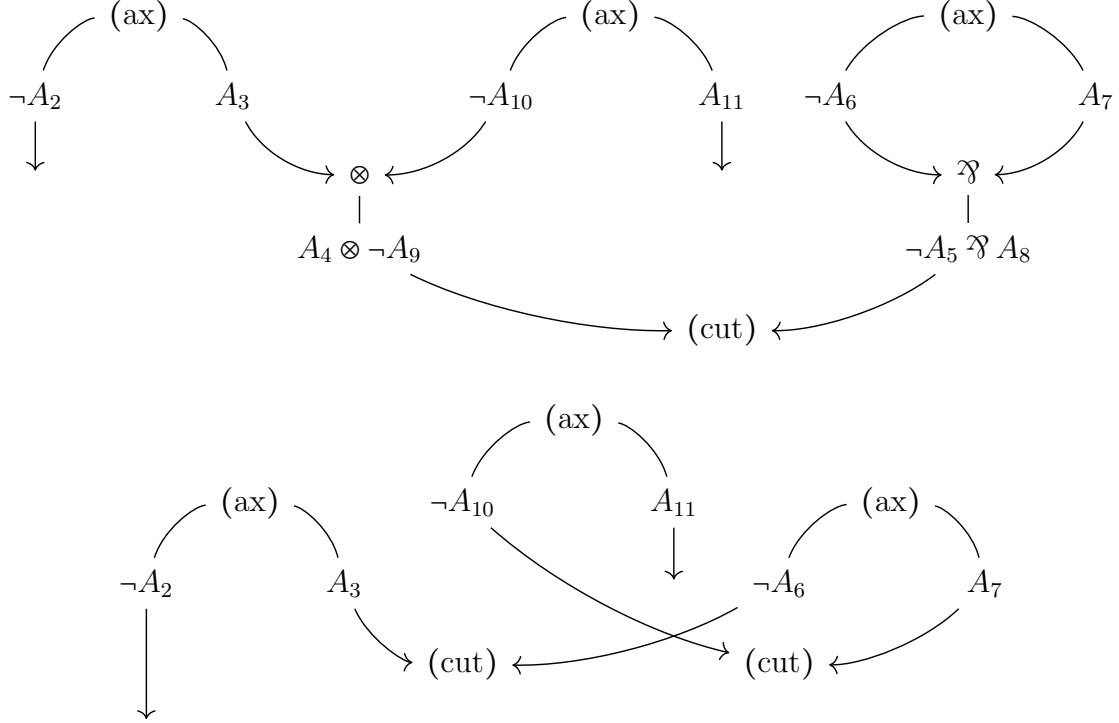 (ax) (ax) (ax)
¬A₂ A₃ ¬A₁₀ A₁₁ ¬A₆ A₇
⊗ ⅋
A₄ ⊗ ¬A₉ ¬A₅ ⅋ A₈
(cut)
(ax)
(ax) ¬A₁₀ A₁₁ (ax)
¬A₂ A₃ ¬A₆ A₇
(cut) (cut)